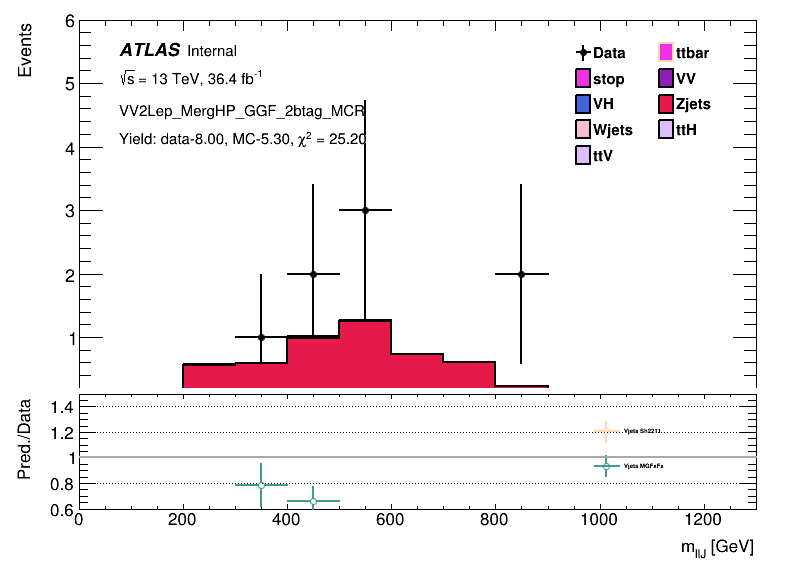 Events
6
5
4
3
2
1
ATLAS Internal
√s = 13 TeV, 36.4 fb⁻¹
VV2Lep_MergHP_GGF_2btag_MCR
Yield: data-8.00, MC-5.30, χ² = 25.20
Data
ttbar
stop
VV
VH
Zjets
Wjets
ttH
ttV
Pred./Data
1.4
1.2
1
0.8
0.6
Vjets Sh2211
Vjets MGFxFx
0 200 400 600 800 1000 1200
m_llJ [GeV]